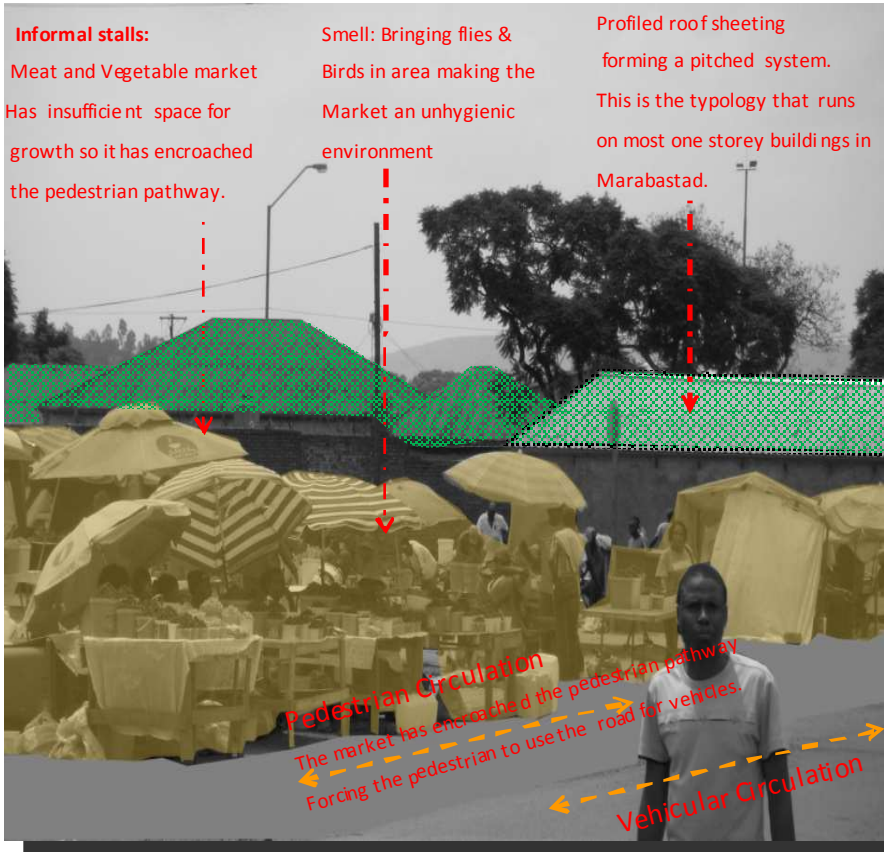 Informal stalls:
Meat and Vegetable market
Has insufficient space for
growth so it has encroached
the pedestrian pathway.
Smell: Bringing flies &
Birds in area making the
Market an unhygienic
environment
Profiled roof sheeting
forming a pitched system.
This is the typology that runs
on most one storey buildings in
Marabastad.
Pedestrian Circulation
The market has encroached the pedestrian pathway
Forcing the pedestrian to use the road for vehicles.
Vehicular Circulation